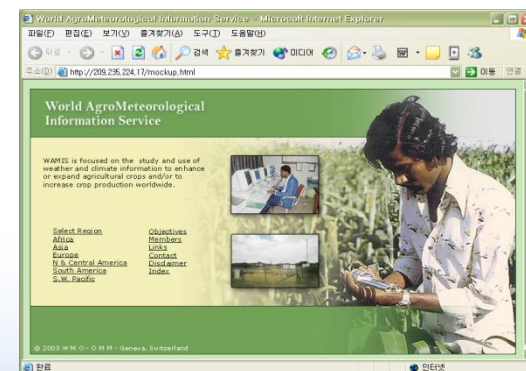 World AgroMeteorological Information Service - Microsoft Internet Explorer
파일(F) 편집(E) 보기(V) 즐겨찾기(A) 도구(T) 도움말(H)
뒤로 검색 즐겨찾기 미디어
주소(D) http://209.235.224.17/mockup.html 이동 연결
World AgroMeteorological
Information Service
WAMIS is focused on the study and use of
weather and climate information to enhance
or expand agricultural crops and/or to
increase crop production worldwide.
Select Region
Africa
Asia
Europe
N & Central America
South America
S.W. Pacific
Objectives
Members
Links
Contact
Disclaimer
Index
© 2003 W M O - O M M - Geneva, Switzerland
완료 인터넷